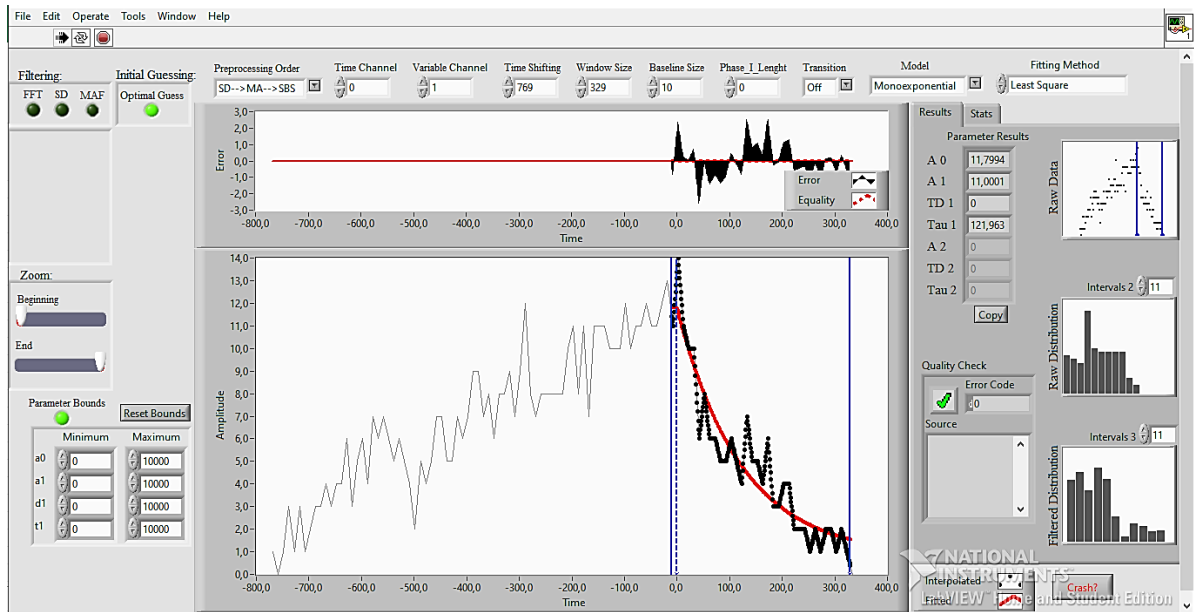 File Edit Operate Tools Window Help
Filtering:
FFT SD MAF
Initial Guessing:
Optimal Guess
Preprocessing Order
SD-->MA-->SBS
Time Channel
0
Variable Channel
1
Time Shifting
769
Window Size
329
Baseline Size
10
Phase_I_Lenght
0
Transition
Off
Model
Monoexponential
Fitting Method
Least Square
Error
3,0
2,0
1,0
0,0
-1,0
-2,0
-3,0
-800,0 -700,0 -600,0 -500,0 -400,0 -300,0 -200,0 -100,0 0,0 100,0 200,0 300,0 400,0
Time
Error
Equality
Zoom:
Beginning
End
Parameter Bounds
Reset Bounds
Minimum Maximum
a0 0 10000
a1 0 10000
d1 0 10000
t1 0 10000
Amplitude
14,0
13,0
12,0
11,0
10,0
9,0
8,0
7,0
6,0
5,0
4,0
3,0
2,0
1,0
0,0
-800,0 -700,0 -600,0 -500,0 -400,0 -300,0 -200,0 -100,0 0,0 100,0 200,0 300,0 400,0
Time
Results Stats
Parameter Results
A 0 11,7994
A 1 11,0001
TD 1 0
Tau 1 121,963
A 2 0
TD 2 0
Tau 2 0
Copy
Quality Check
Error Code
0
Source
Raw Data
Intervals 2 11
Raw Distribution
Intervals 3 11
Filtered Distribution
Interpolated
Fitted
Crash?
NATIONAL
INSTRUMENTS
LabVIEW™ Home and Student Edition